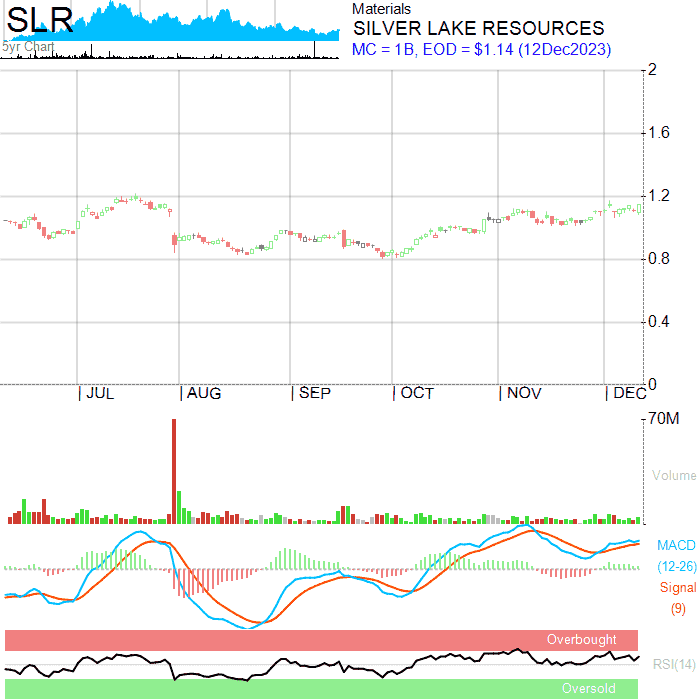 SLR
5yr Chart
Materials
SILVER LAKE RESOURCES
MC = 1B, EOD = $1.14 (12Dec2023)
2
1.6
1.2
0.8
0.4
0
JUL
AUG
SEP
OCT
NOV
DEC
70M
Volume
MACD
(12-26)
Signal
(9)
Overbought
RSI(14)
Oversold